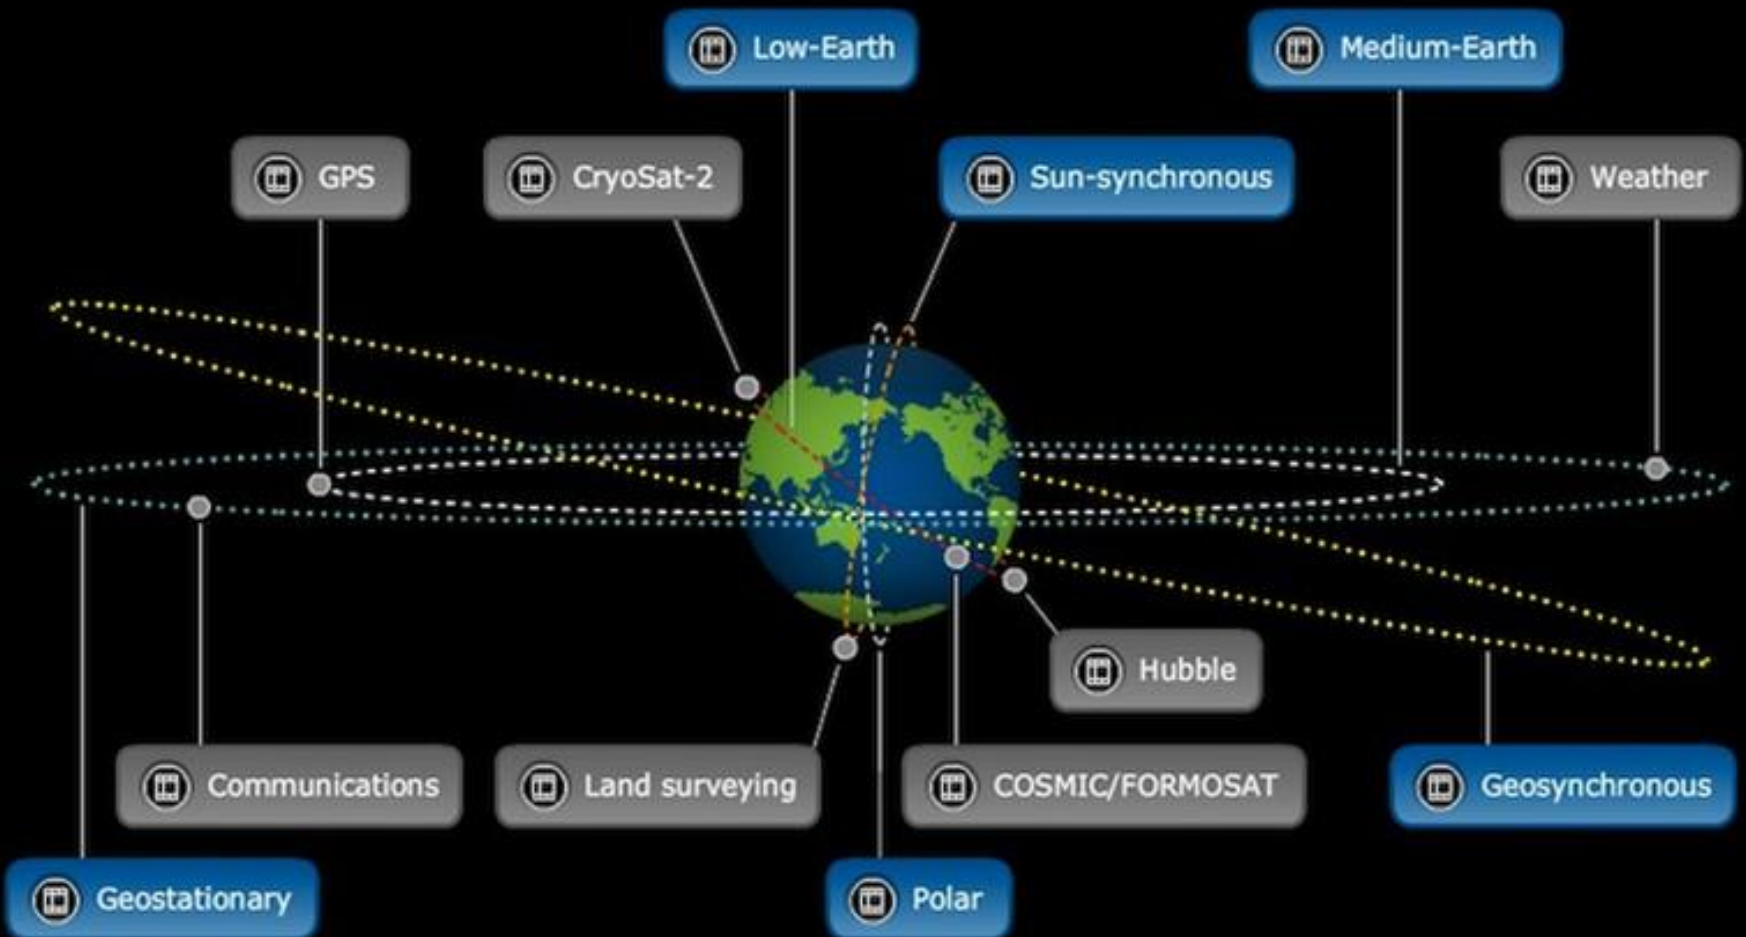 Low-Earth
Medium-Earth
GPS
CryoSat-2
Sun-synchronous
Weather
Hubble
Communications
Land surveying
COSMIC/FORMOSAT
Geosynchronous
Geostationary
Polar